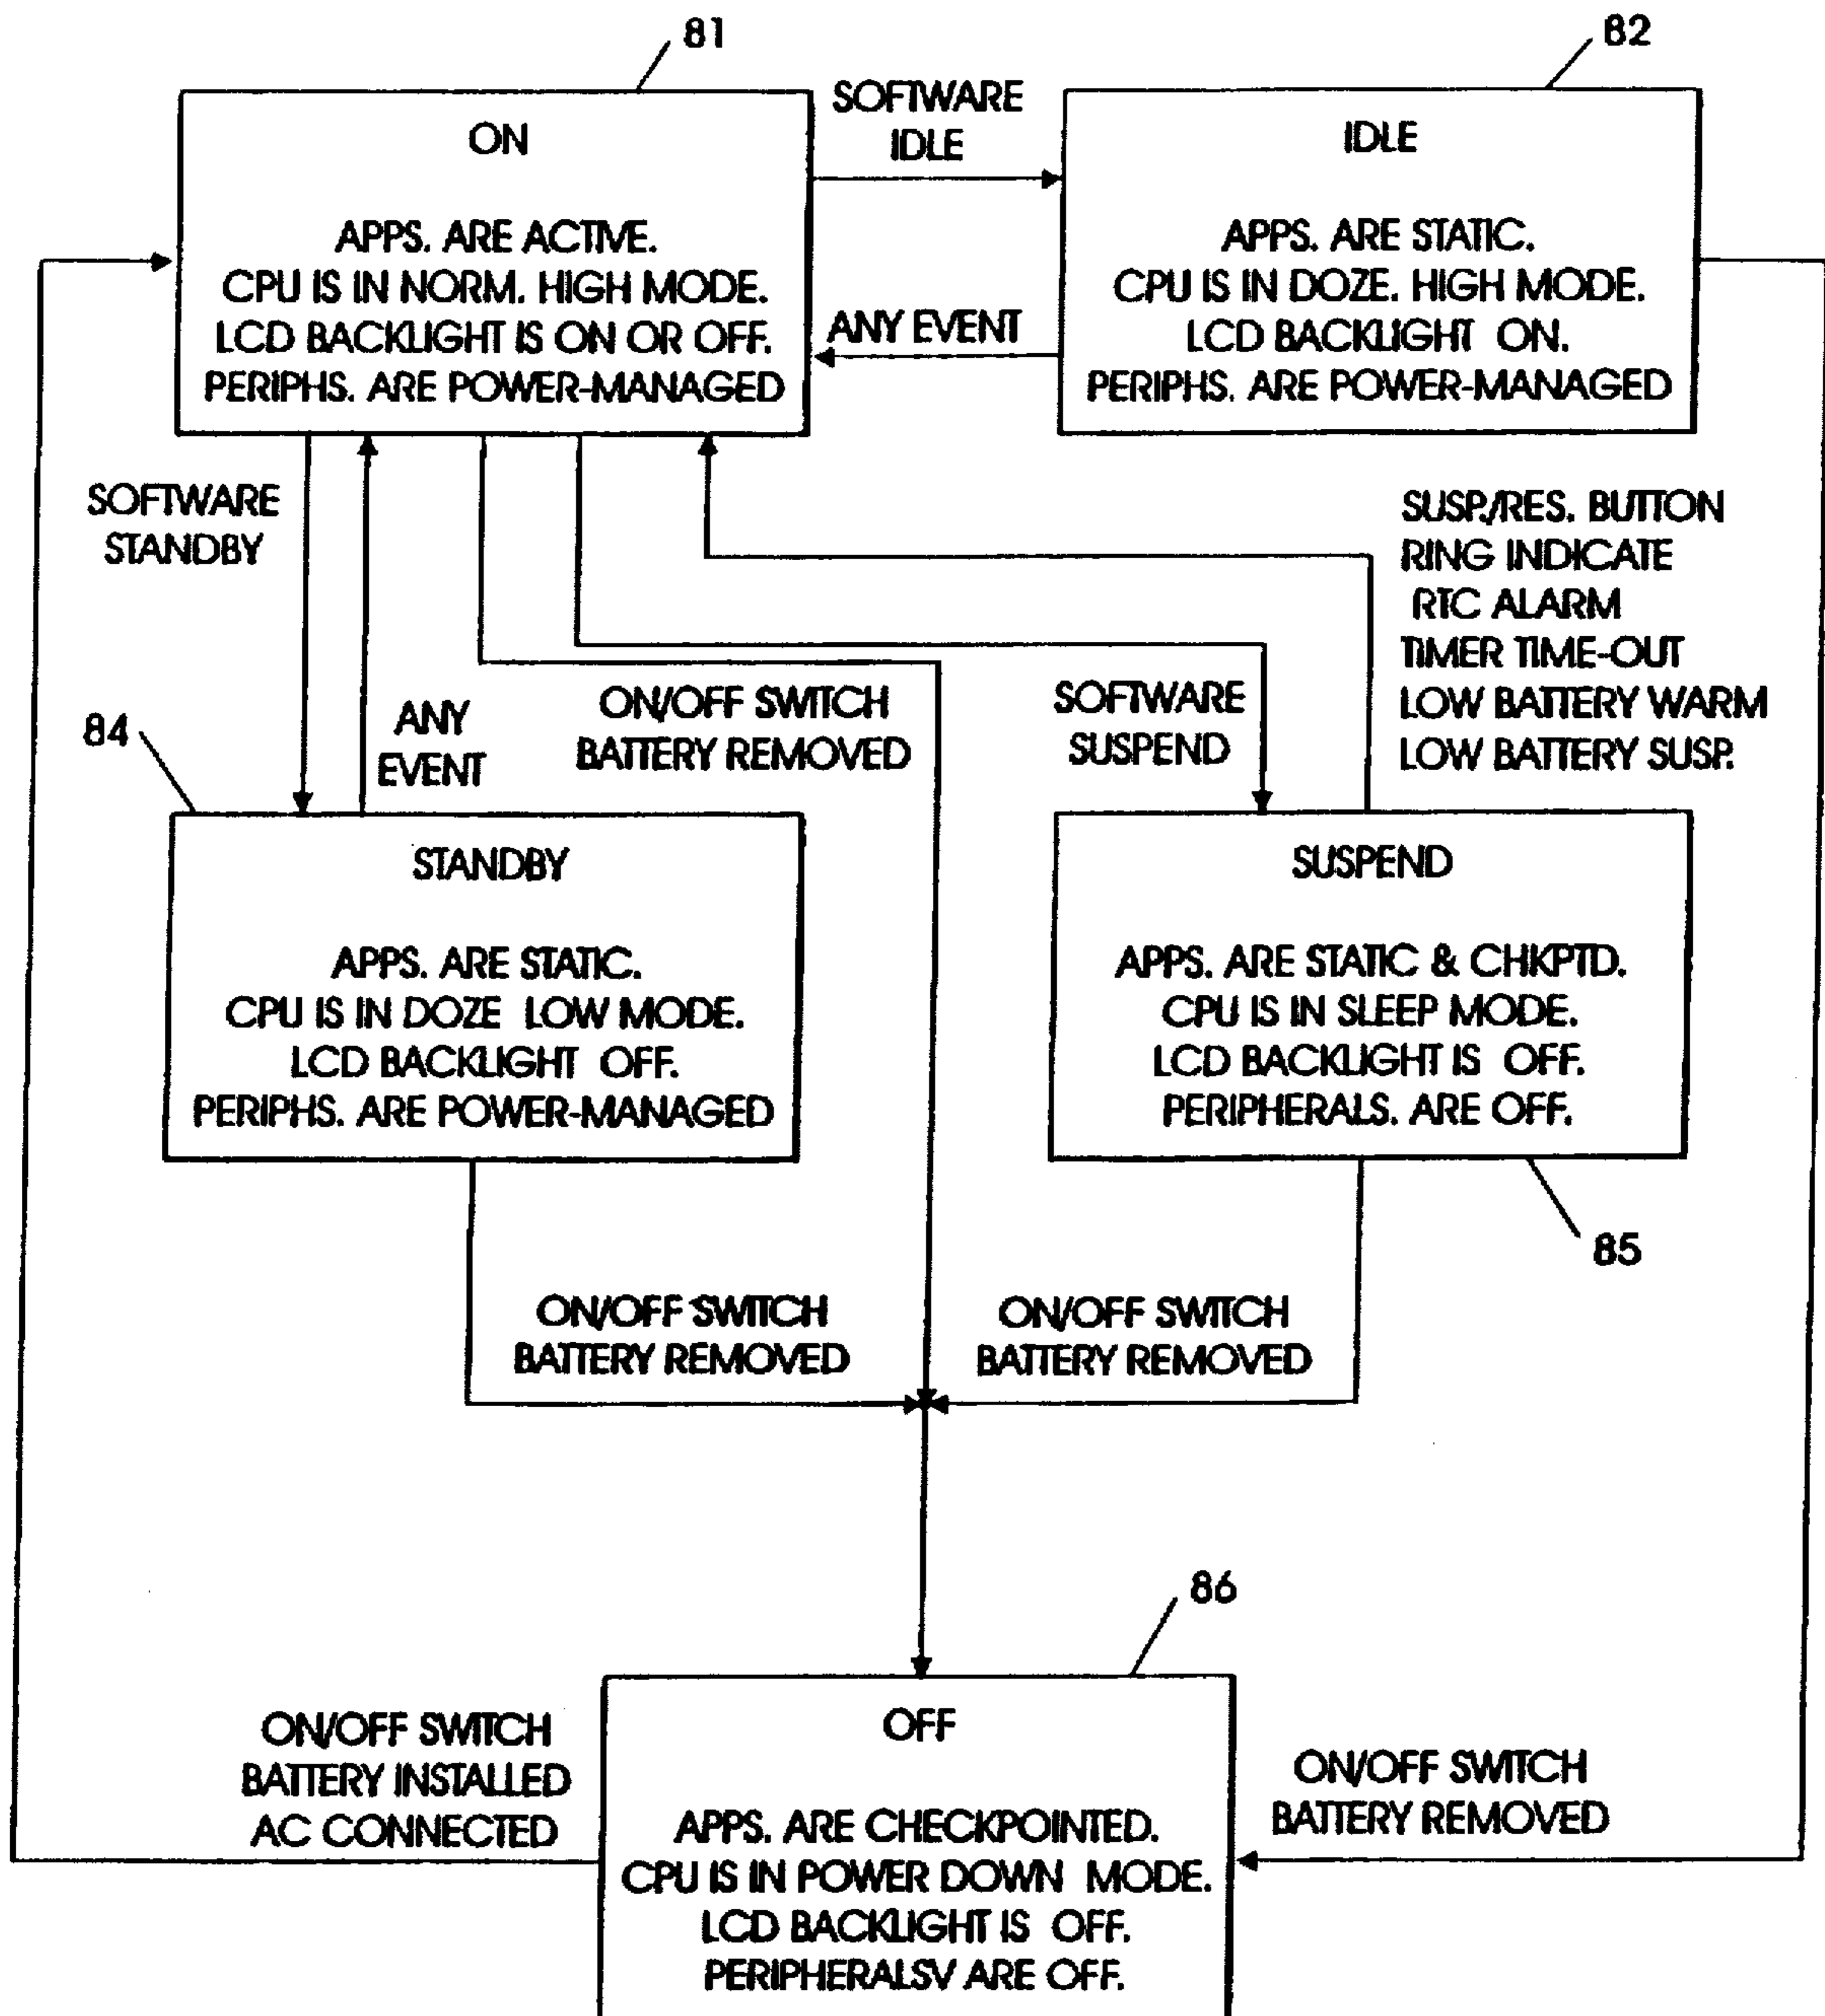 81
82
SOFTWARE
IDLE
ON
APPS. ARE ACTIVE.
CPU IS IN NORM. HIGH MODE.
LCD BACKLIGHT IS ON OR OFF.
PERIPHS. ARE POWER-MANAGED
IDLE
APPS. ARE STATIC.
CPU IS IN DOZE. HIGH MODE.
LCD BACKLIGHT ON.
PERIPHS. ARE POWER-MANAGED
ANY EVENT
SOFTWARE
STANDBY
ANY
EVENT
ON/OFF SWITCH
BATTERY REMOVED
SOFTWARE
SUSPEND
SUSP./RES. BUTTON
RING INDICATE
RTC ALARM
TIMER TIME-OUT
LOW BATTERY WARM
LOW BATTERY SUSP.
84
STANDBY
APPS. ARE STATIC.
CPU IS IN DOZE LOW MODE.
LCD BACKLIGHT OFF.
PERIPHS. ARE POWER-MANAGED
SUSPEND
APPS. ARE STATIC & CHKPTD.
CPU IS IN SLEEP MODE.
LCD BACKLIGHT IS OFF.
PERIPHERALS. ARE OFF.
85
ON/OFF SWITCH
BATTERY REMOVED
ON/OFF SWITCH
BATTERY REMOVED
86
ON/OFF SWITCH
BATTERY INSTALLED
AC CONNECTED
OFF
APPS. ARE CHECKPOINTED.
CPU IS IN POWER DOWN MODE.
LCD BACKLIGHT IS OFF.
PERIPHERALSV ARE OFF.
ON/OFF SWITCH
BATTERY REMOVED